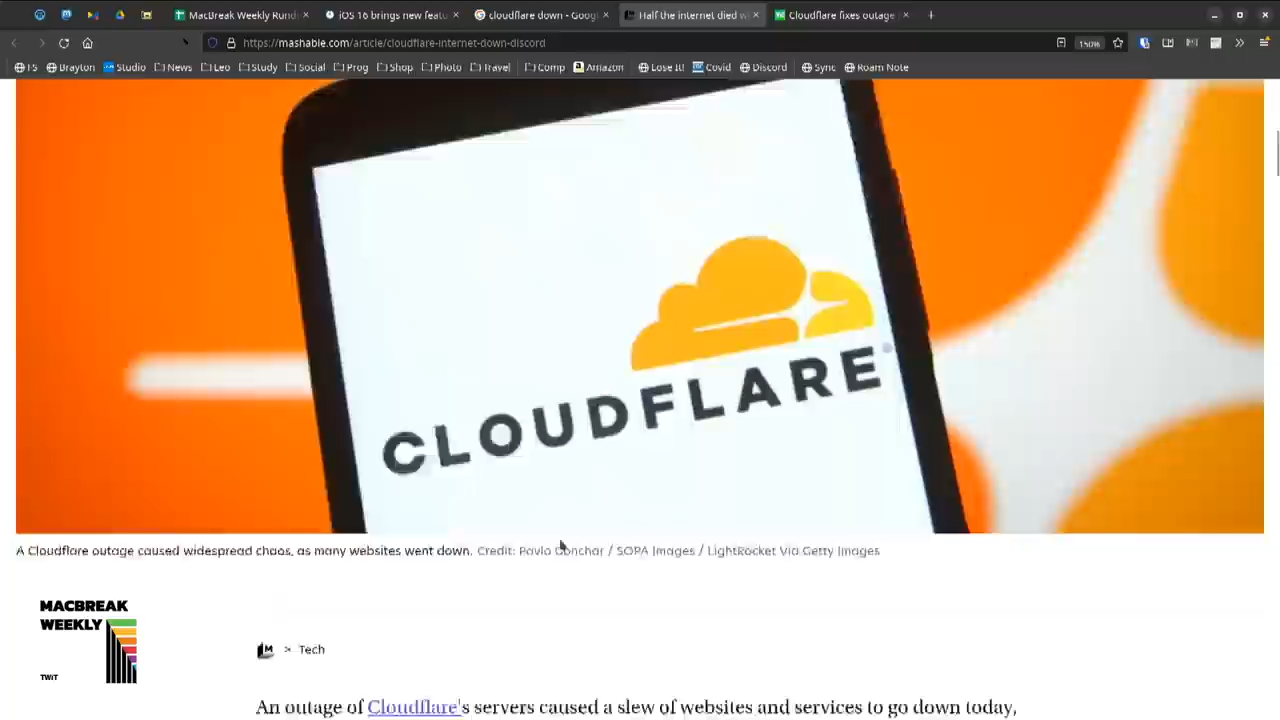 MacBreak Weekly Rund
iOS 16 brings new featu
cloudflare down - Goog
Half the internet died w
Cloudflare fixes outage
https://mashable.com/article/cloudflare-internet-down-discord
150%
FS Brayton Studio News Leo Study Social Prog Shop Photo Travel Comp Amazon Lose It! Covid Discord Sync Roam Note
CLOUDFLARE
A Cloudflare outage caused widespread chaos, as many websites went down. Credit: Pavlo Gonchar / SOPA Images / LightRocket Via Getty Images
MACBREAK
WEEKLY
TWiT
M > Tech
An outage of Cloudflare's servers caused a slew of websites and services to go down today,